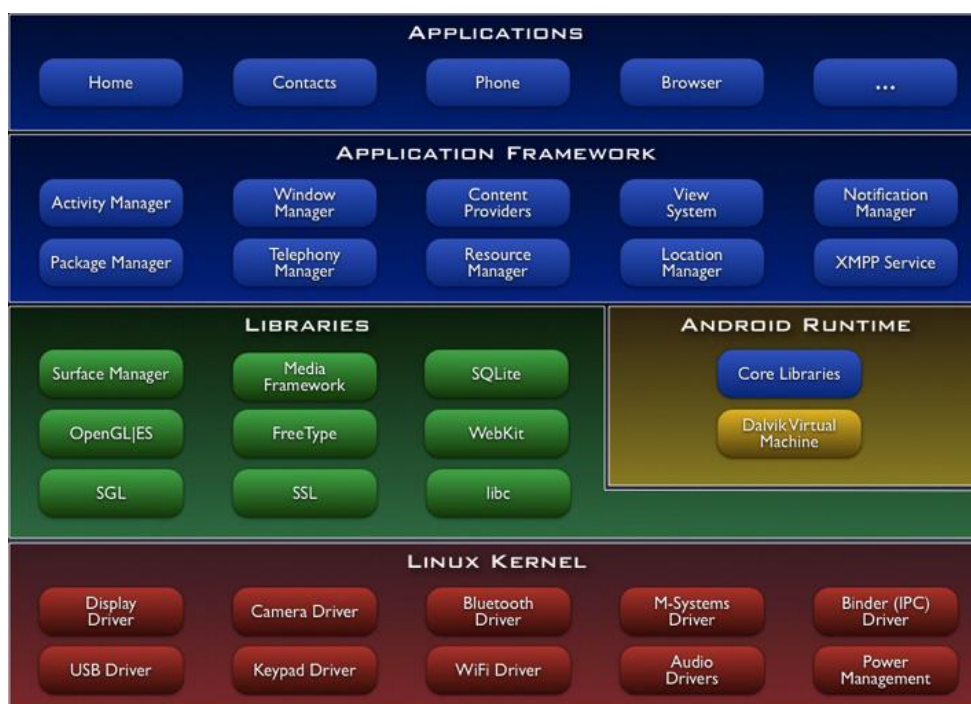 APPLICATIONS
Home
Contacts
Phone
Browser
...
APPLICATION FRAMEWORK
Activity Manager
Window
Manager
Content
Providers
View
System
Notification
Manager
Package Manager
Telephony
Manager
Resource
Manager
Location
Manager
XMPP Service
LIBRARIES
Surface Manager
Media
Framework
SQLite
OpenGL|ES
FreeType
WebKit
SGL
SSL
libc
ANDROID RUNTIME
Core Libraries
Dalvik Virtual
Machine
LINUX KERNEL
Display
Driver
Camera Driver
Bluetooth
Driver
M-Systems
Driver
Binder (IPC)
Driver
USB Driver
Keypad Driver
WiFi Driver
Audio
Drivers
Power
Management